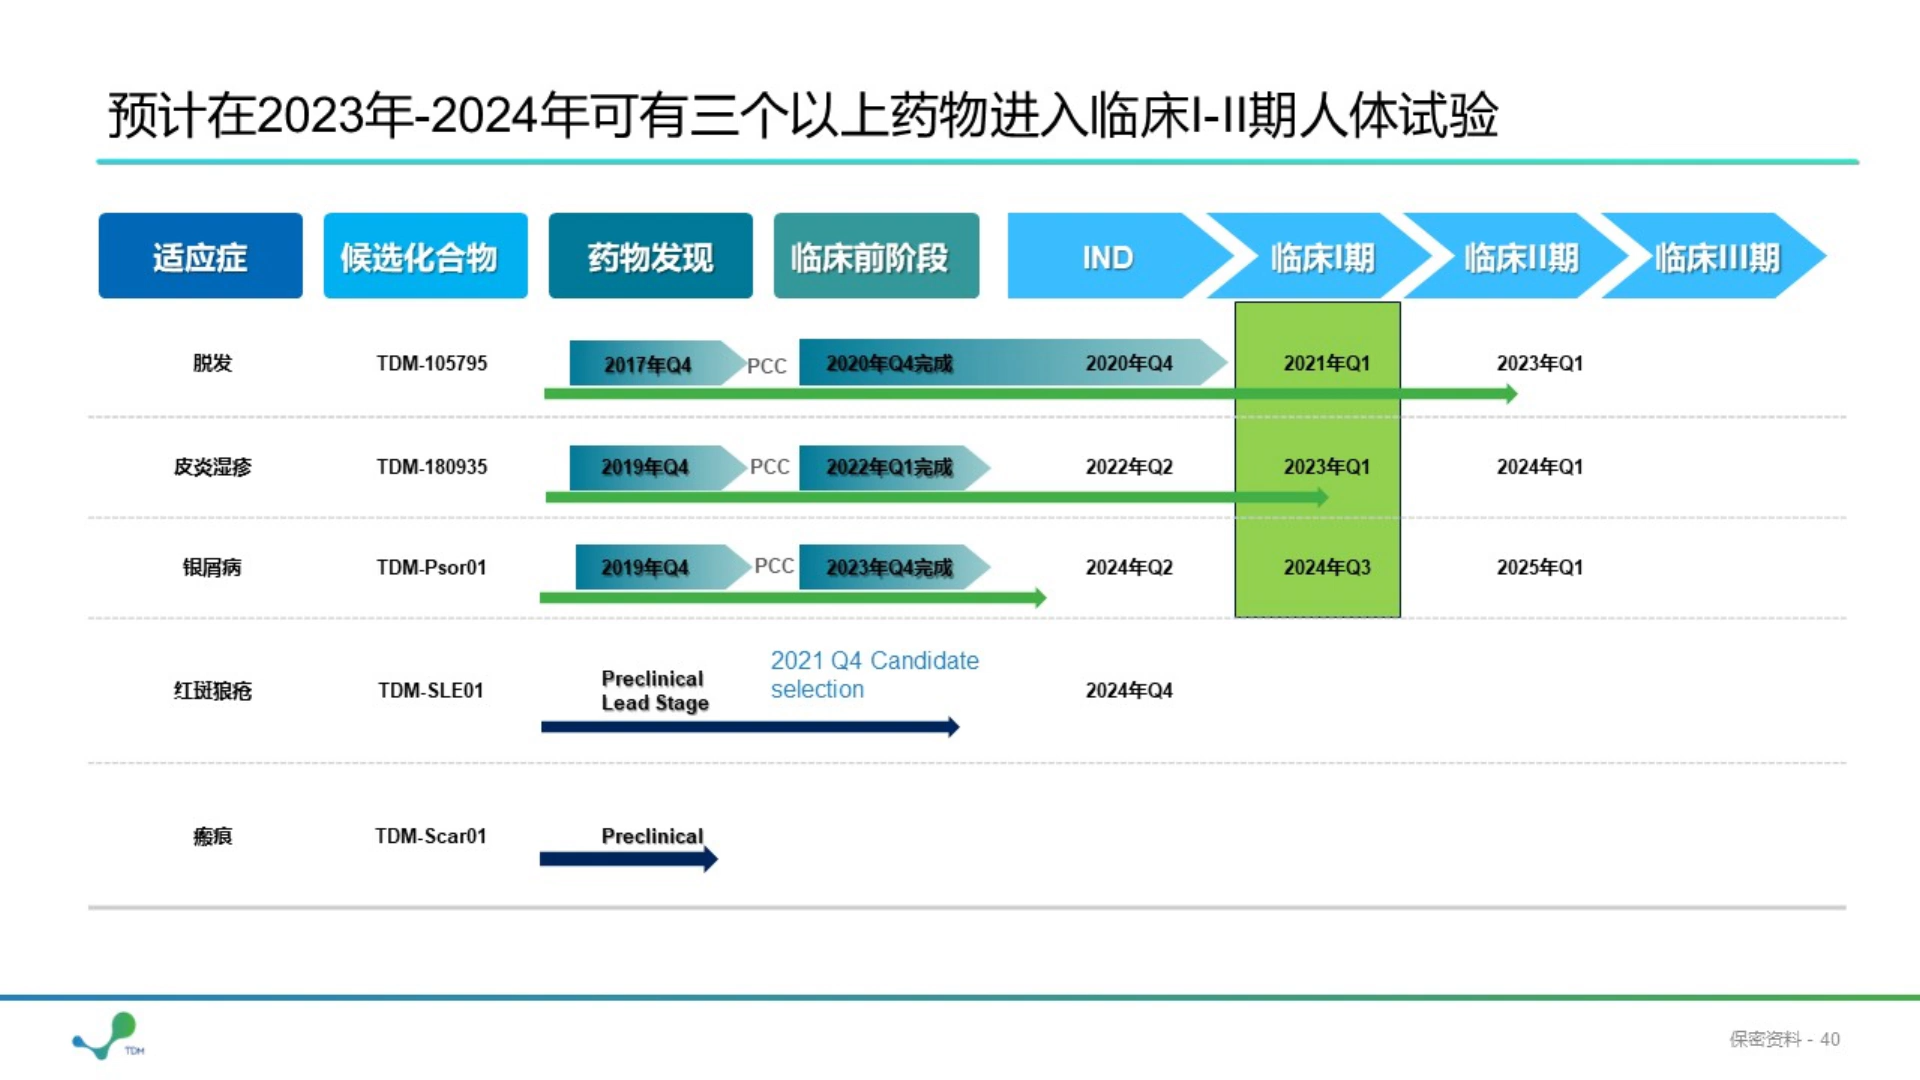 预计在2023年-2024年可有三个以上药物进入临床I-II期人体试验
适应症 候选化合物 药物发现 临床前阶段 IND 临床I期 临床II期 临床III期
脱发 TDM-105795 2017年Q4 PCC 2020年Q4完成 2020年Q4 2021年Q1 2023年Q1
皮炎湿疹 TDM-180935 2019年Q4 PCC 2022年Q1完成 2022年Q2 2023年Q1 2024年Q1
银屑病 TDM-Psor01 2019年Q4 PCC 2023年Q4完成 2024年Q2 2024年Q3 2025年Q1
红斑狼疮 TDM-SLE01 Preclinical
Lead Stage 2021 Q4 Candidate
selection 2024年Q4
瘢痕 TDM-Scar01 Preclinical
TDM
保密资料 - 40